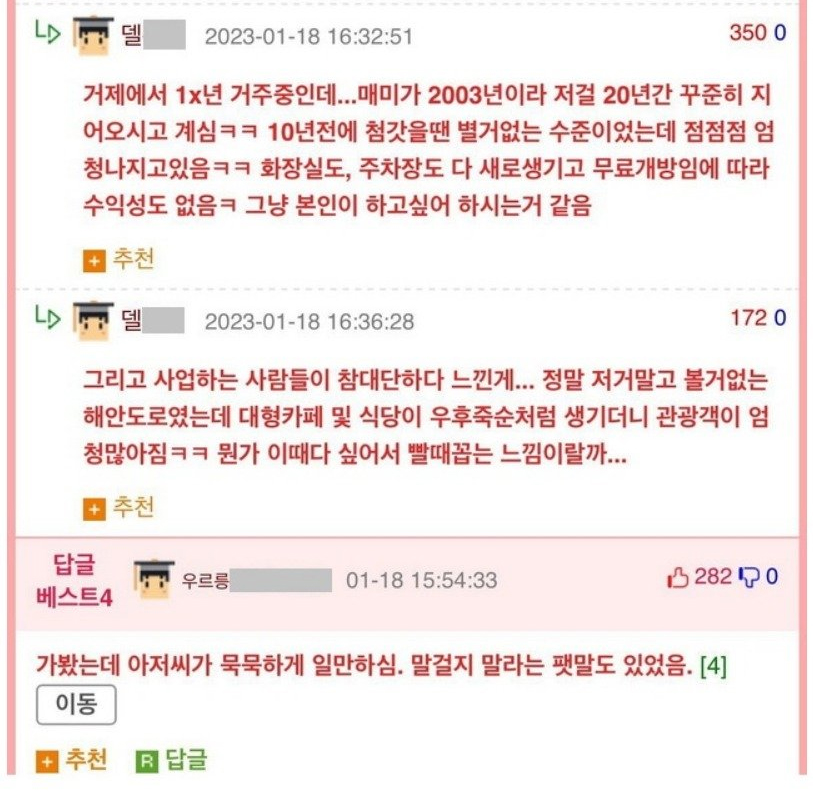 델
2023-01-18 16:32:51
350 0
거제에서 1x년 거주중인데...매미가 2003년이라 저걸 20년간 꾸준히 지
어오시고 계심ㅋㅋ 10년전에 첨갓을땐 별거없는 수준이었는데 점점점 엄
청나지고있음ㅋㅋ 화장실도, 주차장도 다 새로생기고 무료개방임에 따라
수익성도 없음ㅋ 그냥 본인이 하고싶어 하시는거 같음
+ 추천
델
2023-01-18 16:36:28
172 0
그리고 사업하는 사람들이 참대단하다 느낀게... 정말 저거말고 볼거없는
해안도로였는데 대형카페 및 식당이 우후죽순처럼 생기더니 관광객이 엄
청많아짐ㅋㅋ 뭔가 이때다 싶어서 빨때꼽는 느낌이랄까...
+ 추천
답글
베스트4
우르릉
01-18 15:54:33
282 0
가봤는데 아저씨가 묵묵하게 일만하심. 말걸지 말라는 팻말도 있었음. [4]
이동
+ 추천 R 답글